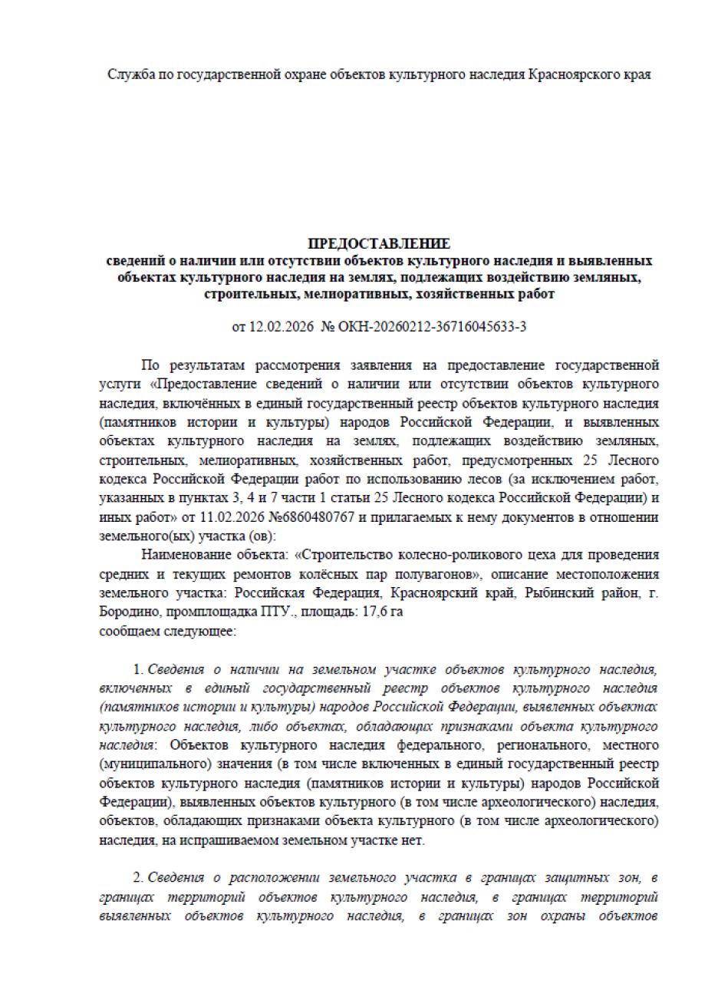 Служба по государственной охране объектов культурного наследия Красноярского края
ПРЕДОСТАВЛЕНИЕ
сведений о наличии или отсутствии объектов культурного наследия и выявленных
объектах культурного наследия на землях, подлежащих воздействию земляных,
строительных, мелиоративных, хозяйственных работ
от 12.02.2026 № ОКН-20260212-36716045633-3
По результатам рассмотрения заявления на предоставление государственной
услуги «Предоставление сведений о наличии или отсутствии объектов культурного
наследия, включённых в единый государственный реестр объектов культурного наследия
(памятников истории и культуры) народов Российской Федерации, и выявленных
объектах культурного наследия на землях, подлежащих воздействию земляных,
строительных, мелиоративных, хозяйственных работ, предусмотренных 25 Лесного
кодекса Российской Федерации работ по использованию лесов (за исключением работ,
указанных в пунктах 3, 4 и 7 части 1 статьи 25 Лесного кодекса Российской Федерации) и
иных работ» от 11.02.2026 №6860480767 и прилагаемых к нему документов в отношении
земельного(ых) участка (ов):
Наименование объекта: «Строительство колесно-роликового цеха для проведения
средних и текущих ремонтов колёсных пар полувагонов», описание местоположения
земельного участка: Российская Федерация, Красноярский край, Рыбинский район, г.
Бородино, промплощадка ПТУ., площадь: 17,6 га
сообщаем следующее:
1. Сведения о наличии на земельном участке объектов культурного наследия,
включенных в единый государственный реестр объектов культурного наследия
(памятников истории и культуры) народов Российской Федерации, выявленных объектах
культурного наследия, либо объектах, обладающих признаками объекта культурного
наследия: Объектов культурного наследия федерального, регионального, местного
(муниципального) значения (в том числе включенных в единый государственный реестр
объектов культурного наследия (памятников истории и культуры) народов Российской
Федерации), выявленных объектов культурного (в том числе археологического) наследия,
объектов, обладающих признаками объекта культурного (в том числе археологического)
наследия, на испрашиваемом земельном участке нет.
2. Сведения о расположении земельного участка в границах защитных зон, в
границах территорий объектов культурного наследия, в границах территорий
выявленных объектов культурного наследия, в границах зон охраны объектов